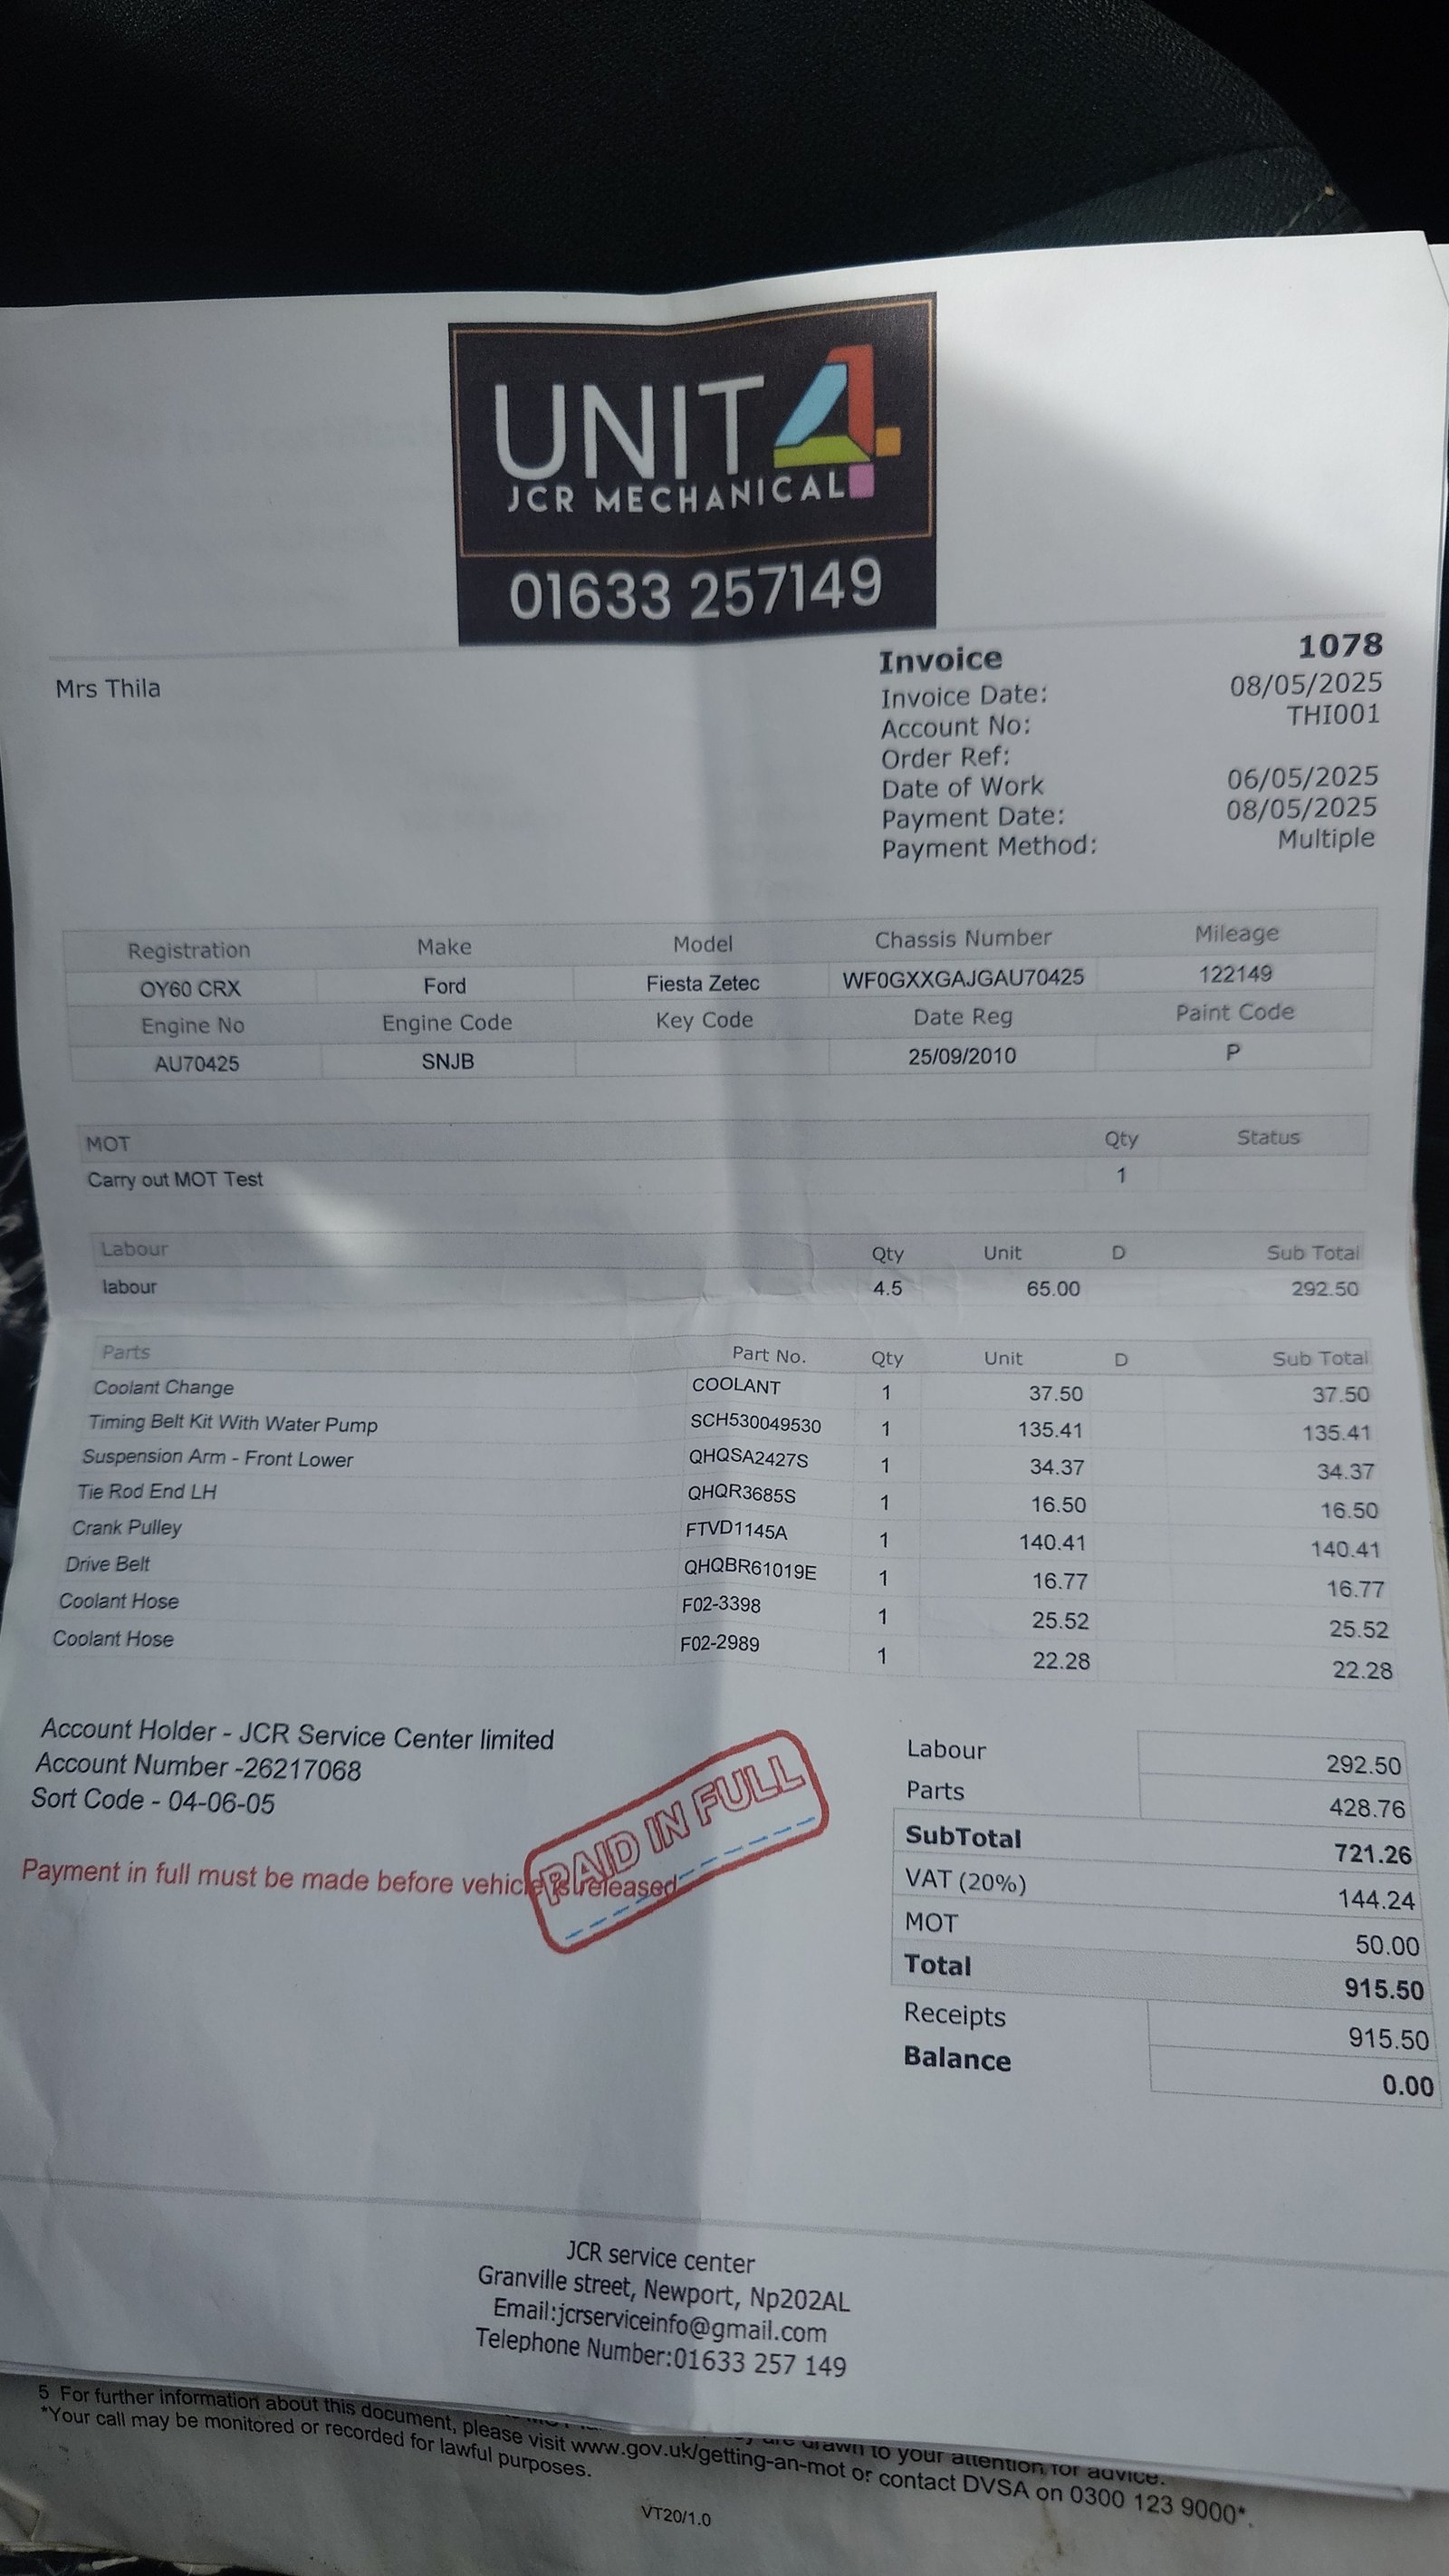 UNIT 4
JCR MECHANICAL
01633 257149
Mrs Thila
Invoice 1078
Invoice Date: 08/05/2025
Account No: THI001
Order Ref:
Date of Work 06/05/2025
Payment Date: 08/05/2025
Payment Method: Multiple
Registration Make Model Chassis Number Mileage
OY60 CRX Ford Fiesta Zetec WF0GXXGAJGAU70425 122149
Engine No Engine Code Key Code Date Reg Paint Code
AU70425 SNJB 25/09/2010 P
MOT Qty Status
Carry out MOT Test 1
Labour Qty Unit D Sub Total
labour 4.5 65.00 292.50
Parts Part No. Qty Unit D Sub Total
Coolant Change COOLANT 1 37.50 37.50
Timing Belt Kit With Water Pump SCH530049530 1 135.41 135.41
Suspension Arm - Front Lower QHQSA2427S 1 34.37 34.37
Tie Rod End LH QHQR3685S 1 16.50 16.50
Crank Pulley FTVD1145A 1 140.41 140.41
Drive Belt QHQBR61019E 1 16.77 16.77
Coolant Hose F02-3398 1 25.52 25.52
Coolant Hose F02-2989 1 22.28 22.28
Account Holder - JCR Service Center limited
Account Number -26217068
Sort Code - 04-06-05
Payment in full must be made before vehicle is released
PAID IN FULL
Labour 292.50
Parts 428.76
SubTotal 721.26
VAT (20%) 144.24
MOT 50.00
Total 915.50
Receipts 915.50
Balance 0.00
JCR service center
Granville street, Newport, Np202AL
Email:jcrserviceinfo@gmail.com
Telephone Number:01633 257 149
drawn to your attention for advice.
5 For further information about this document, please visit www.gov.uk/getting-an-mot or contact DVSA on 0300 123 9000*.
*Your call may be monitored or recorded for lawful purposes.
VT20/1.0